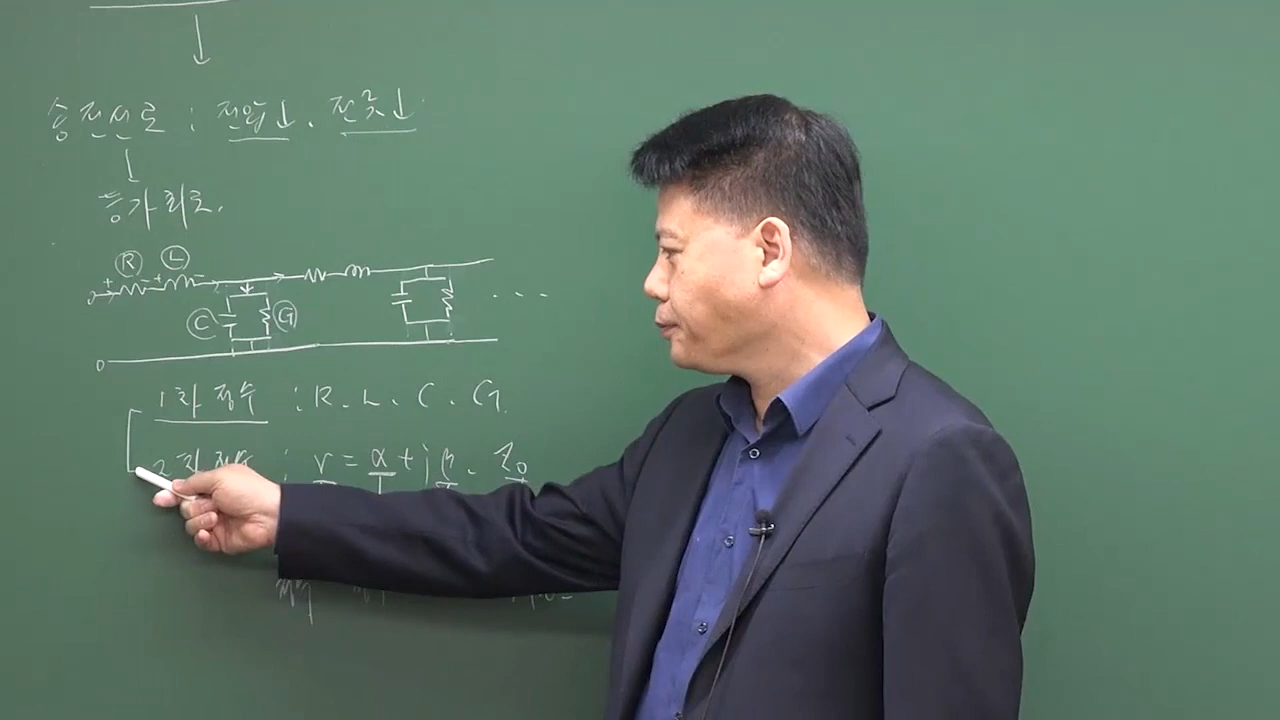 송전선로 : 전압↓. 전류↓
↓
등가회로.
R L
+ - + -
C G
...
1차 정수 : R. L. C. G.
2차 정수 : γ = α + jβ. Z₀